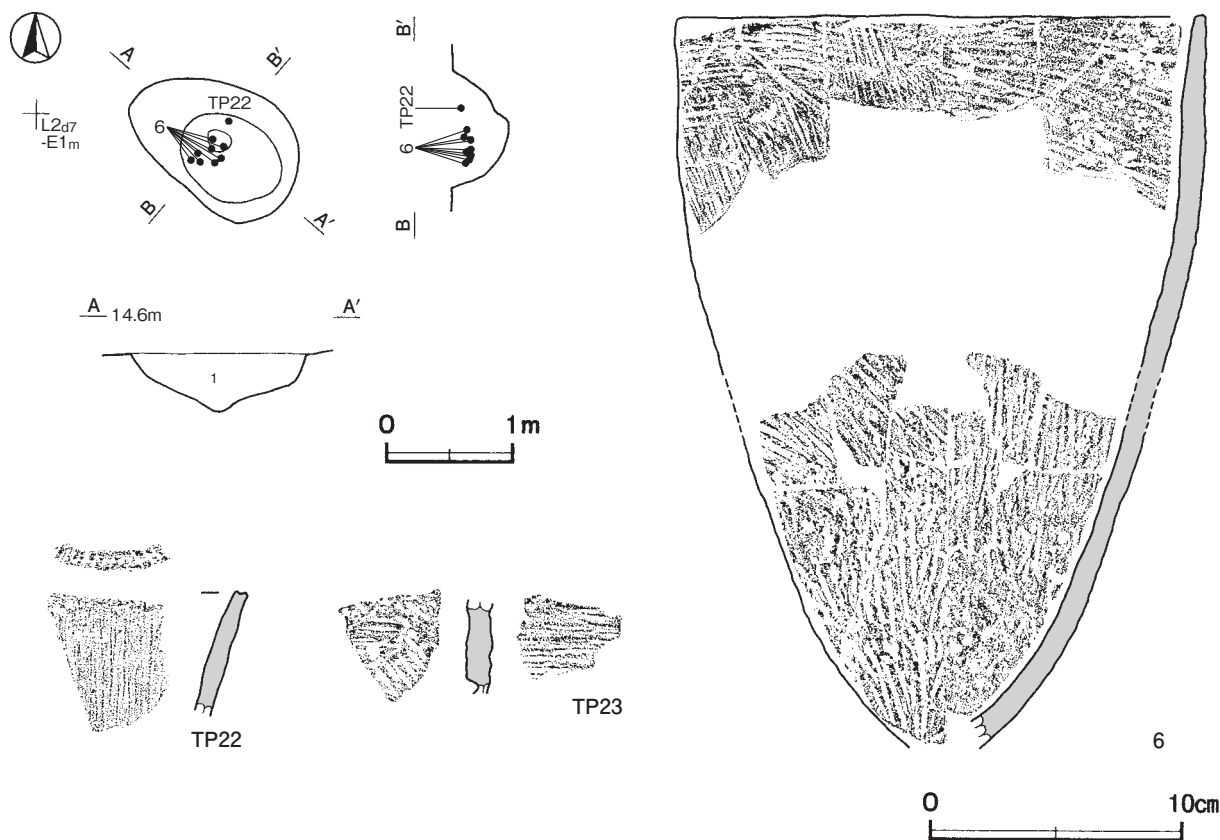 A
B'
TP22
6
L2d7
-E1m
B
A'
B'
TP22
6
B
A 14.6m A'
1
0 1m
TP22
TP23
6
0 10cm